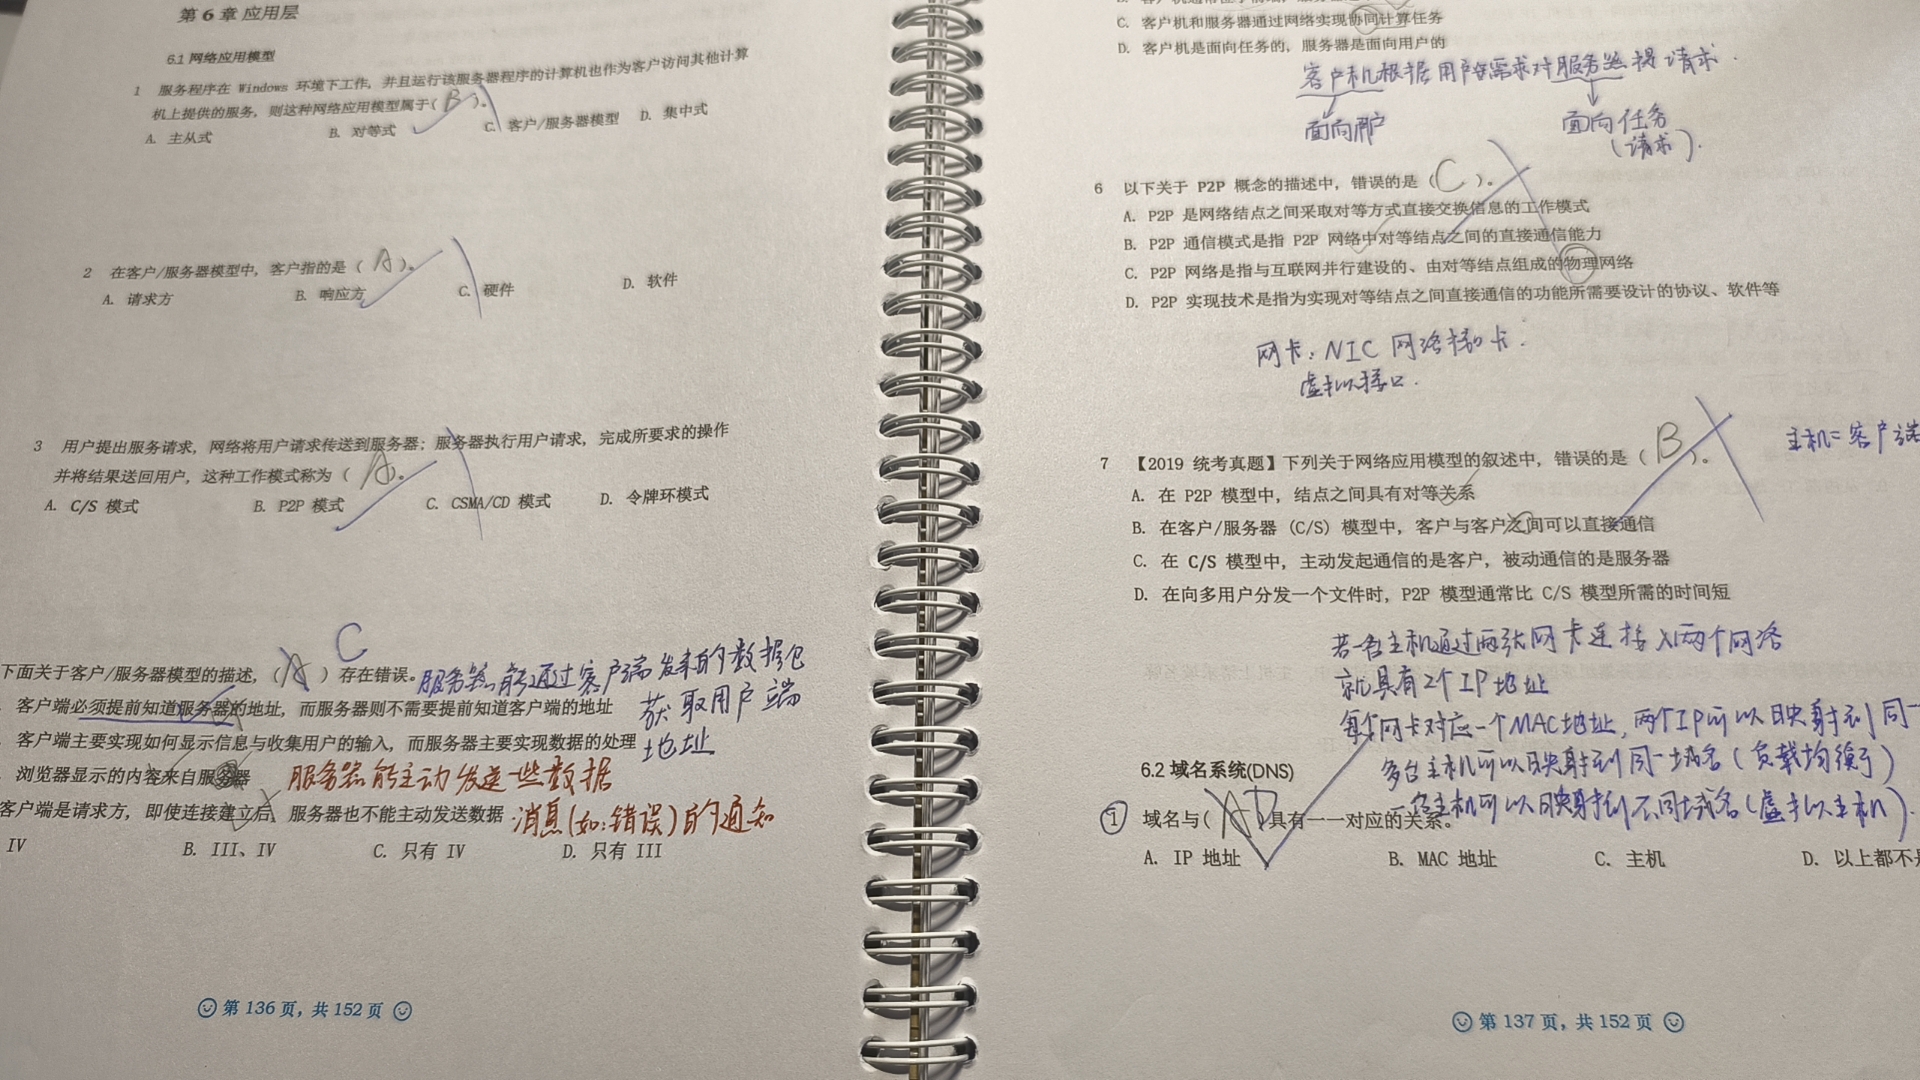 第 6 章 应用层
6.1 网络应用模型
1 服务程序在 Windows 环境下工作，并且运行该服务器程序的计算机也作为客户访问其他计算
机上提供的服务，则这种网络应用模型属于( B )。
A. 主从式 B. 对等式 C. 客户/服务器模型 D. 集中式
2 在客户/服务器模型中，客户指的是( A )。
A. 请求方 B. 响应方 C. 硬件 D. 软件
3 用户提出服务请求，网络将用户请求传送到服务器；服务器执行用户请求，完成所要求的操作
并将结果送回用户，这种工作模式称为( A )。
A. C/S 模式 B. P2P 模式 C. CSMA/CD 模式 D. 令牌环模式
C
下面关于客户/服务器模型的描述，( A )存在错误。服务器能通过客户端发来的数据包
客户端必须提前知道服务器的地址，而服务器则不需要提前知道客户端的地址 获取用户端
客户端主要实现如何显示信息与收集用户的输入，而服务器主要实现数据的处理 地址
浏览器显示的内容来自服务器 服务器能主动发送一些数据
客户端是请求方，即使连接建立后，服务器也不能主动发送数据 消息(如:错误)的通知
IV B. III、IV C. 只有 IV D. 只有 III
第 136 页，共 152 页
C. 客户机和服务器通过网络实现协同计算任务
D. 客户机是面向任务的，服务器是面向用户的
客户机根据用户的需求对服务器提请求.
面向用户 面向任务
(请求).
6 以下关于 P2P 概念的描述中，错误的是( C )。
A. P2P 是网络结点之间采取对等方式直接交换信息的工作模式
B. P2P 通信模式是指 P2P 网络中对等结点之间的直接通信能力
C. P2P 网络是指与互联网并行建设的、由对等结点组成的物理网络
D. P2P 实现技术是指为实现对等结点之间直接通信的功能所需要设计的协议、软件等
网卡: NIC 网络接口卡.
虚拟接口.
主机=客户端
7 【2019 统考真题】下列关于网络应用模型的叙述中，错误的是( B )。
A. 在 P2P 模型中，结点之间具有对等关系
B. 在客户/服务器（C/S）模型中，客户与客户之间可以直接通信
C. 在 C/S 模型中，主动发起通信的是客户，被动通信的是服务器
D. 在向多用户分发一个文件时，P2P 模型通常比 C/S 模型所需的时间短
若一台主机通过两张网卡连接入两个网络
就具有2个IP地址
每个网卡对应一个MAC地址，两个IP可以映射到同一
多台主机可以映射到同一域名(负载均衡)
6.2 域名系统(DNS)
一台主机可以映射到不同域名(虚拟主机).
① 域名与( A D )具有一一对应的关系。
A. IP 地址 B. MAC 地址 C. 主机 D. 以上都不
第 137 页，共 152 页